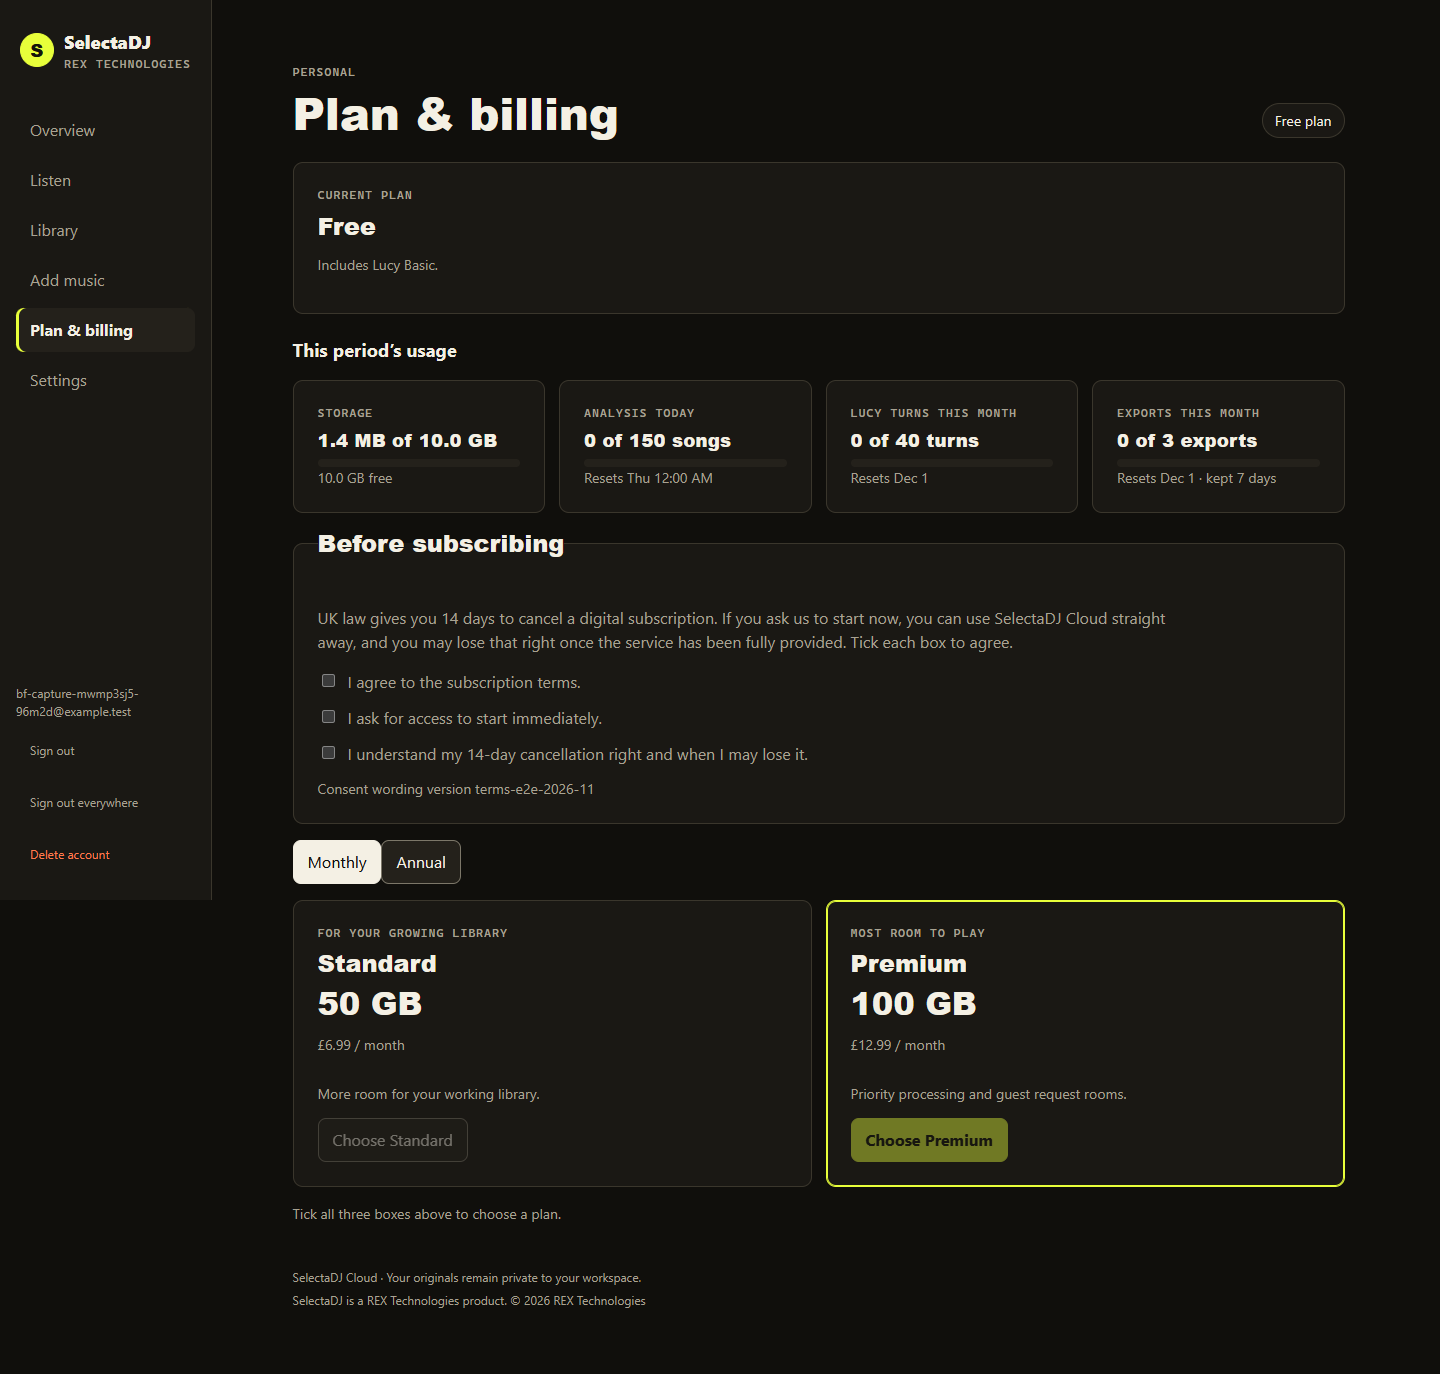 S
SelectaDJ
REX TECHNOLOGIES
Overview
Listen
Library
Add music
Plan & billing
Settings
bf-capture-mwmp3sj5-
96m2d@example.test
Sign out
Sign out everywhere
Delete account
PERSONAL
Plan & billing
Free plan
CURRENT PLAN
Free
Includes Lucy Basic.
This period’s usage
STORAGE
1.4 MB of 10.0 GB
10.0 GB free
ANALYSIS TODAY
0 of 150 songs
Resets Thu 12:00 AM
LUCY TURNS THIS MONTH
0 of 40 turns
Resets Dec 1
EXPORTS THIS MONTH
0 of 3 exports
Resets Dec 1 · kept 7 days
Before subscribing
UK law gives you 14 days to cancel a digital subscription. If you ask us to start now, you can use SelectaDJ Cloud straight
away, and you may lose that right once the service has been fully provided. Tick each box to agree.
I agree to the subscription terms.
I ask for access to start immediately.
I understand my 14-day cancellation right and when I may lose it.
Consent wording version terms-e2e-2026-11
Monthly
Annual
FOR YOUR GROWING LIBRARY
Standard
50 GB
£6.99 / month
More room for your working library.
Choose Standard
MOST ROOM TO PLAY
Premium
100 GB
£12.99 / month
Priority processing and guest request rooms.
Choose Premium
Tick all three boxes above to choose a plan.
SelectaDJ Cloud · Your originals remain private to your workspace.
SelectaDJ is a REX Technologies product. © 2026 REX Technologies